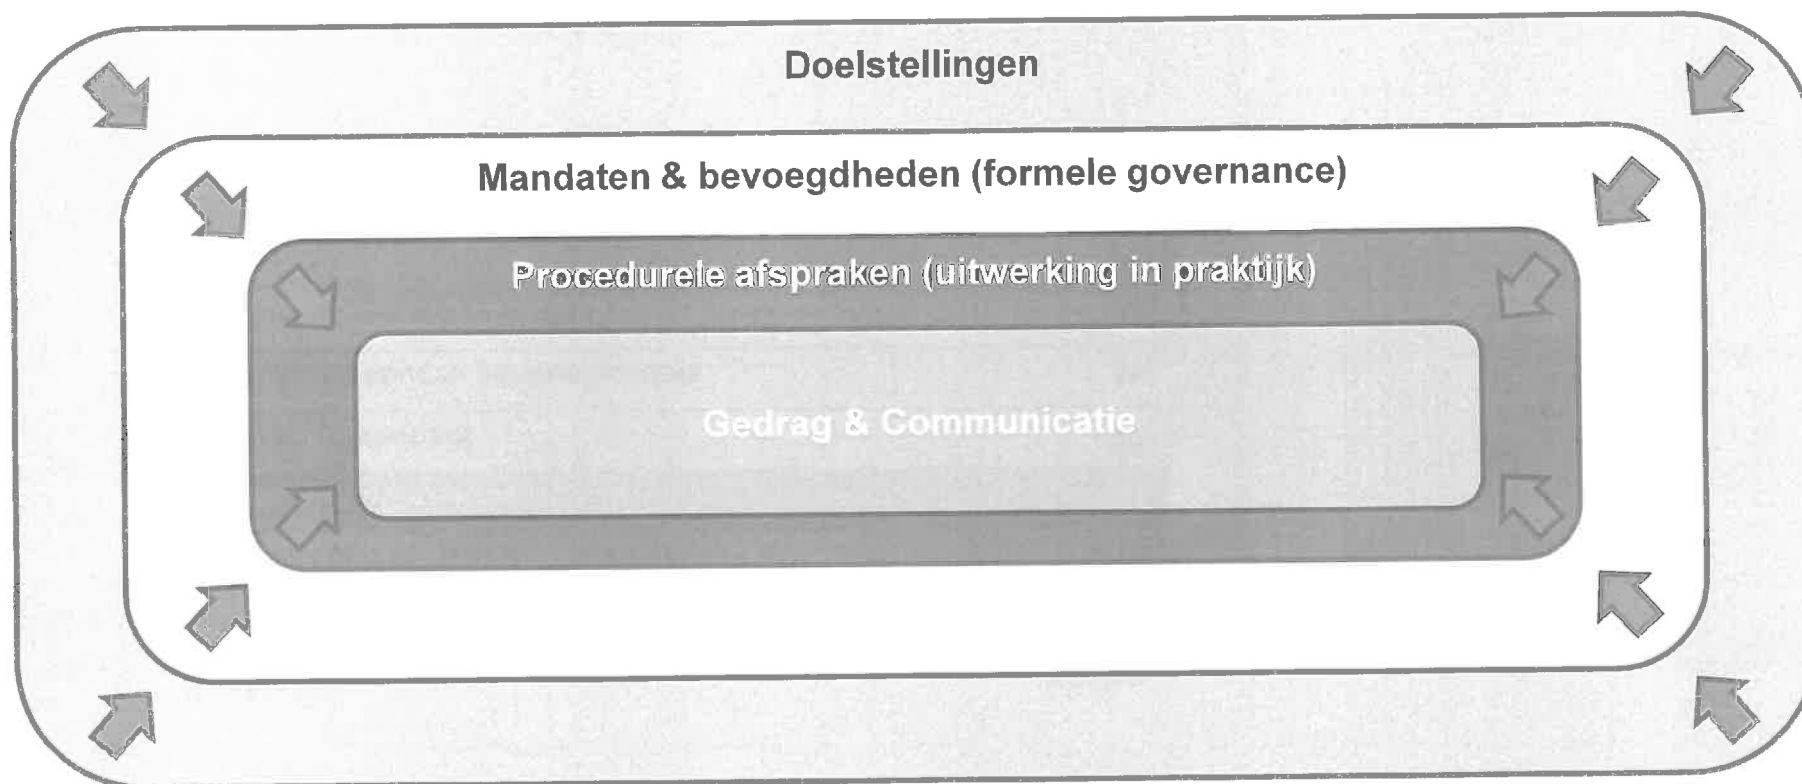 Doelstellingen
Mandaten & bevoegdheden (formele governance)
Procedurele afspraken (uitwerking in praktijk)
Gedrag & Communicatie